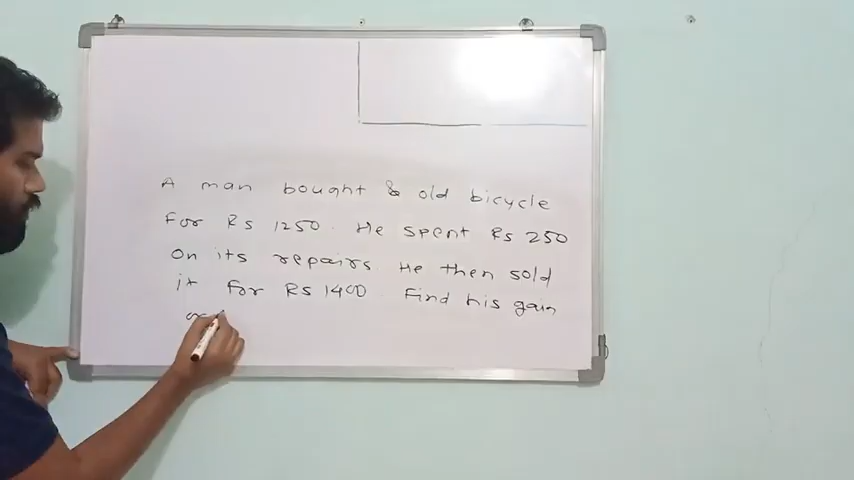 A man bought & old bicycle
For Rs 1250. He spent Rs 250
on its repairs. He then sold
it for Rs 1400. Find his gain
or